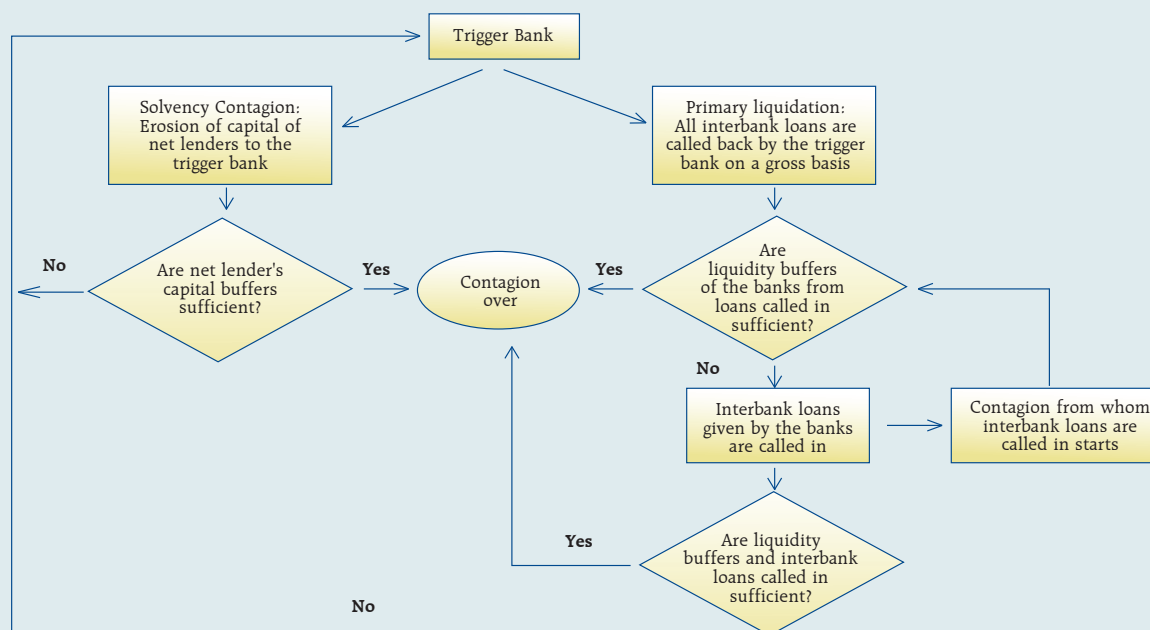 Trigger Bank
Solvency Contagion:
Erosion of capital of
net lenders to the
trigger bank
Primary liquidation:
All interbank loans are
called back by the trigger
bank on a gross basis
No
Are net lender's
capital buffers
sufficient?
Yes
Contagion
over
Yes
Are
liquidity buffers
of the banks from
loans called in
sufficient?
No
Interbank loans
given by the banks
are called in
Contagion from whom
interbank loans are
called in starts
Yes
Are liquidity
buffers and interbank
loans called in
sufficient?
No